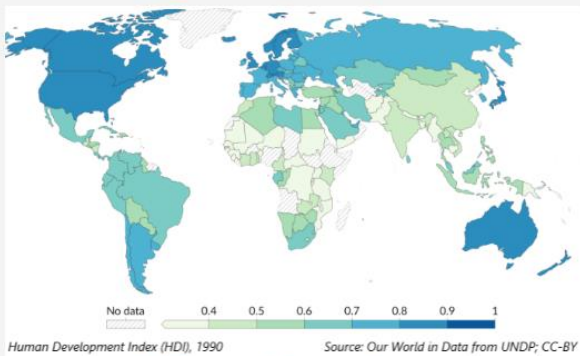 No data 0.4 0.5 0.6 0.7 0.8 0.9 1
Human Development Index (HDI), 1990 Source: Our World in Data from UNDP; CC-BY